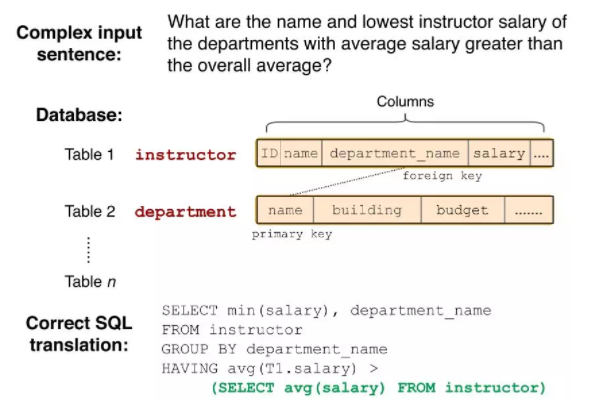 Complex input
sentence:
What are the name and lowest instructor salary of
the departments with average salary greater than
the overall average?
Columns
Database:
Table 1 instructor ID name department_name salary ....
foreign key
Table 2 department name building budget .......
primary key
Table n
Correct SQL
translation:
SELECT min(salary), department_name
FROM instructor
GROUP BY department_name
HAVING avg(T1.salary) >
(SELECT avg(salary) FROM instructor)